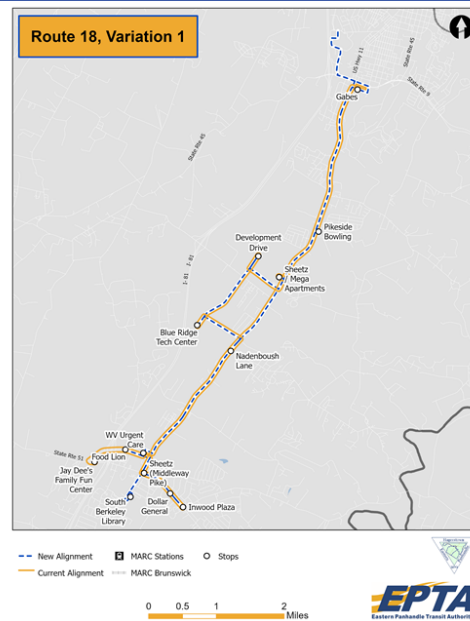 Route 18, Variation 1
US Hwy 11
State Rte 45
State Rte 9
Gabes
State Rte 45
Pikeside
Bowling
Development
Drive
I- 81
I- 81
Sheetz
/ Mega
Apartments
Blue Ridge
Tech Center
Nadenboush
Lane
WV Urgent
Care
State Rte 51
Food Lion
Jay Dee's
Family Fun
Center
Sheetz
(Middleway
Pike)
South
Berkeley
Library
Dollar
General
Inwood Plaza
New Alignment
MARC Stations
Stops
Current Alignment
MARC Brunswick
0 0.5 1 2
Miles
EPTA
Eastern Panhandle Transit Authority